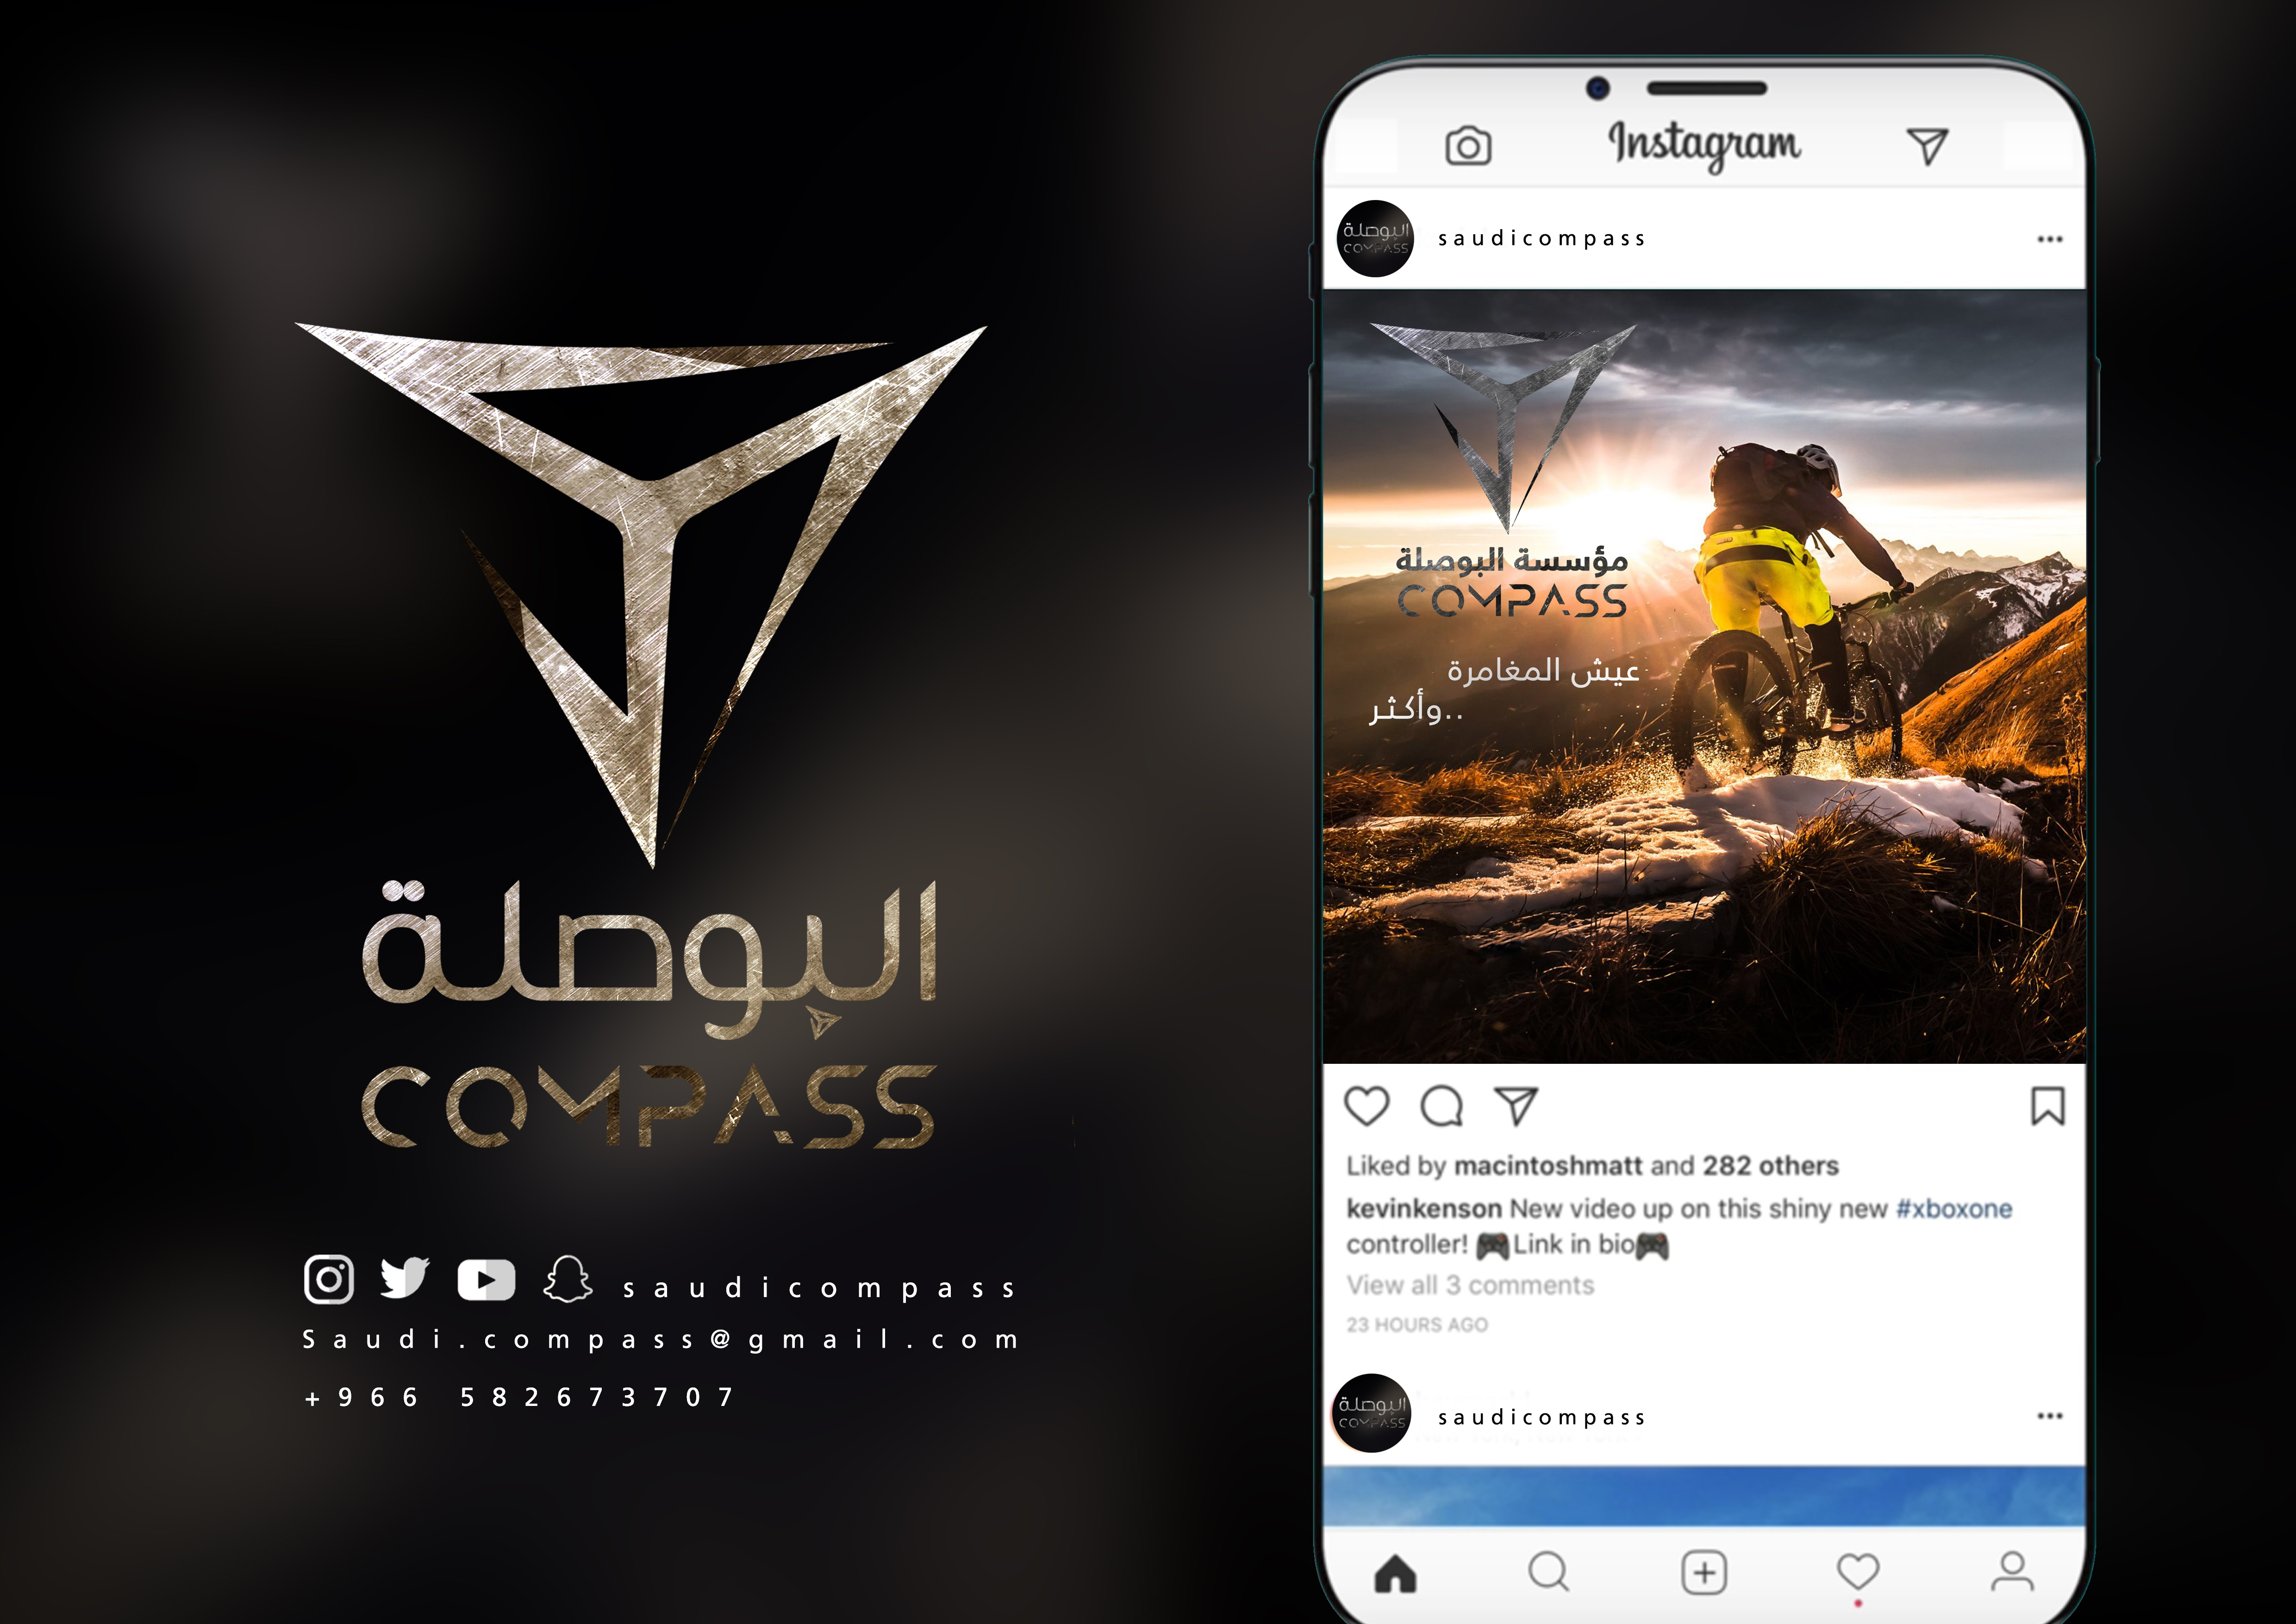 البوصلة
COMPASS
saudicompass
Saudi.compass@gmail.com
+966 582673707
Instagram
البوصلة
COMPASS
saudicompass
مؤسسة البوصلة
COMPASS
عيش المغامرة
..وأكثر
Liked by macintoshmatt and 282 others
kevinkenson New video up on this shiny new #xboxone
controller! 🎮Link in bio🎮
View all 3 comments
23 HOURS AGO
البوصلة
COMPASS
saudicompass